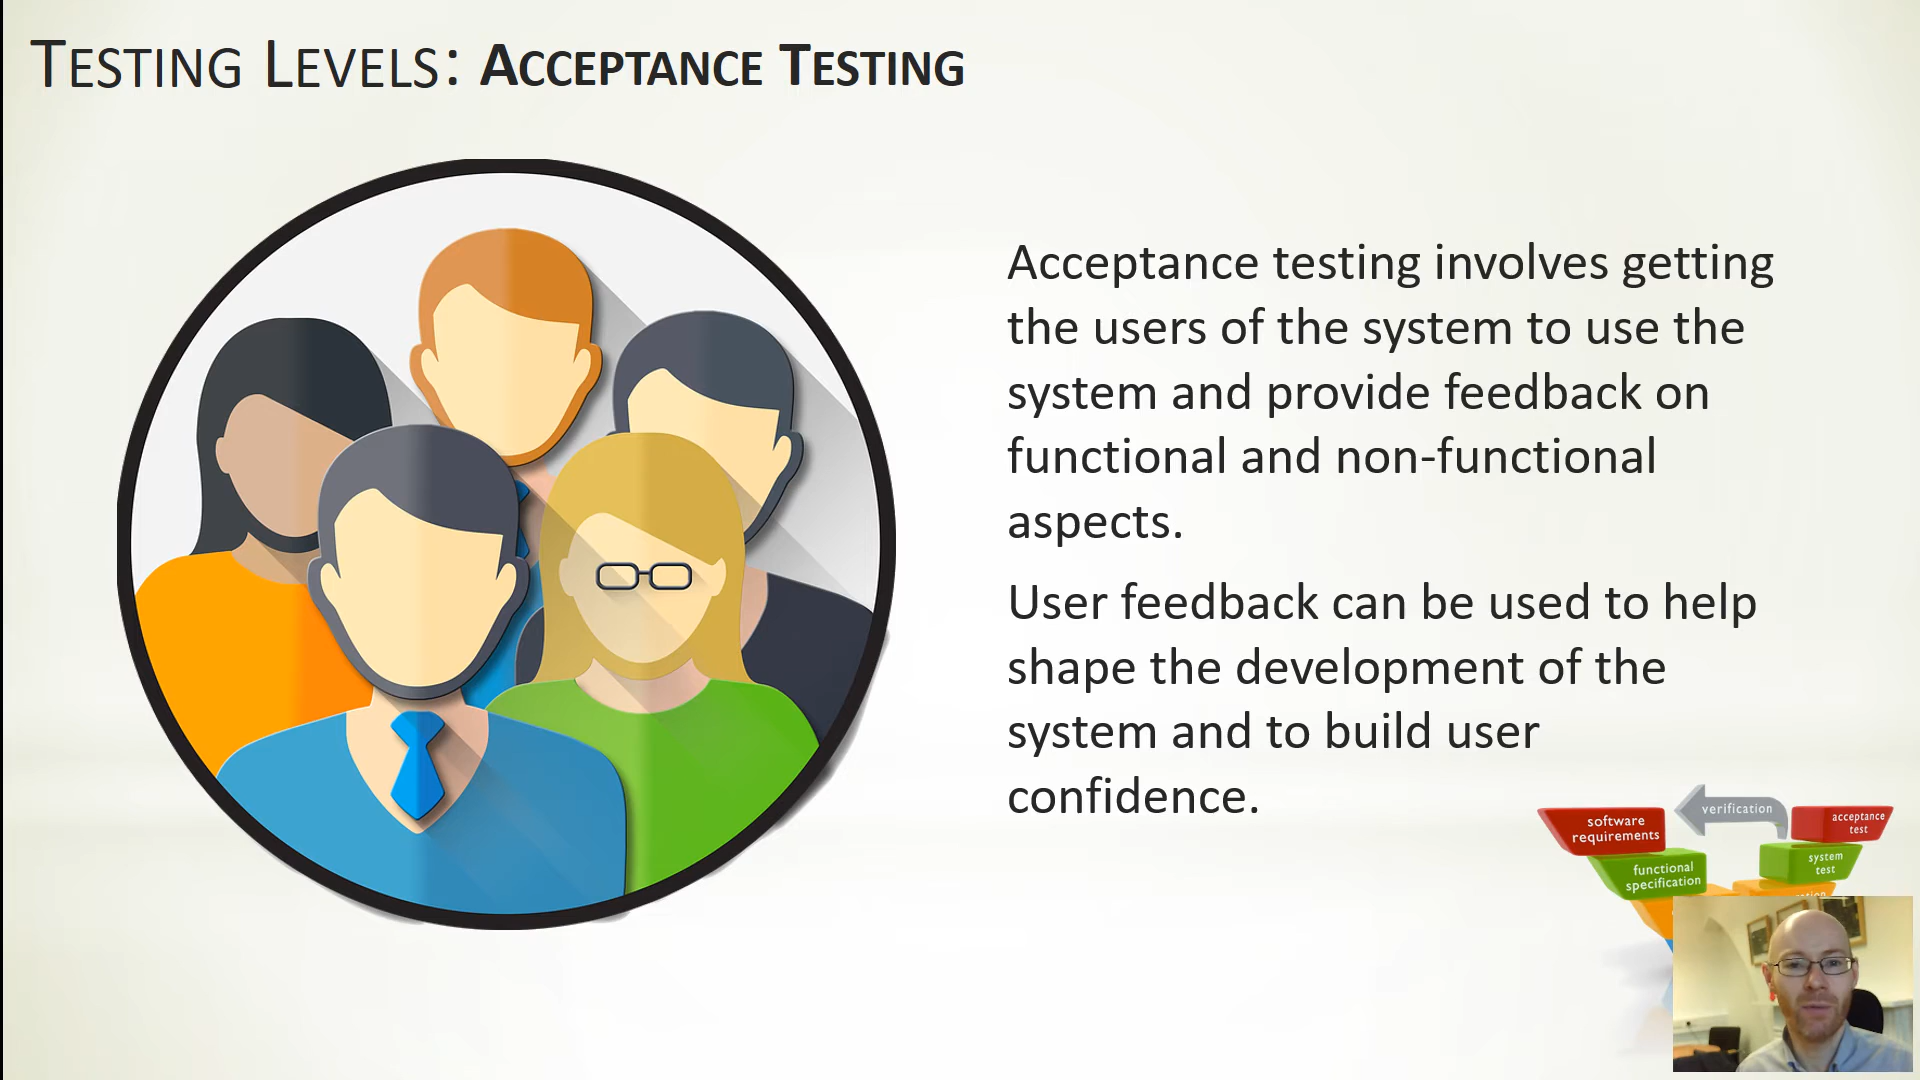 TESTING LEVELS: ACCEPTANCE TESTING
Acceptance testing involves getting
the users of the system to use the
system and provide feedback on
functional and non-functional
aspects.
User feedback can be used to help
shape the development of the
system and to build user
confidence.
verification
software
requirements
acceptance
test
functional
specification
system
test